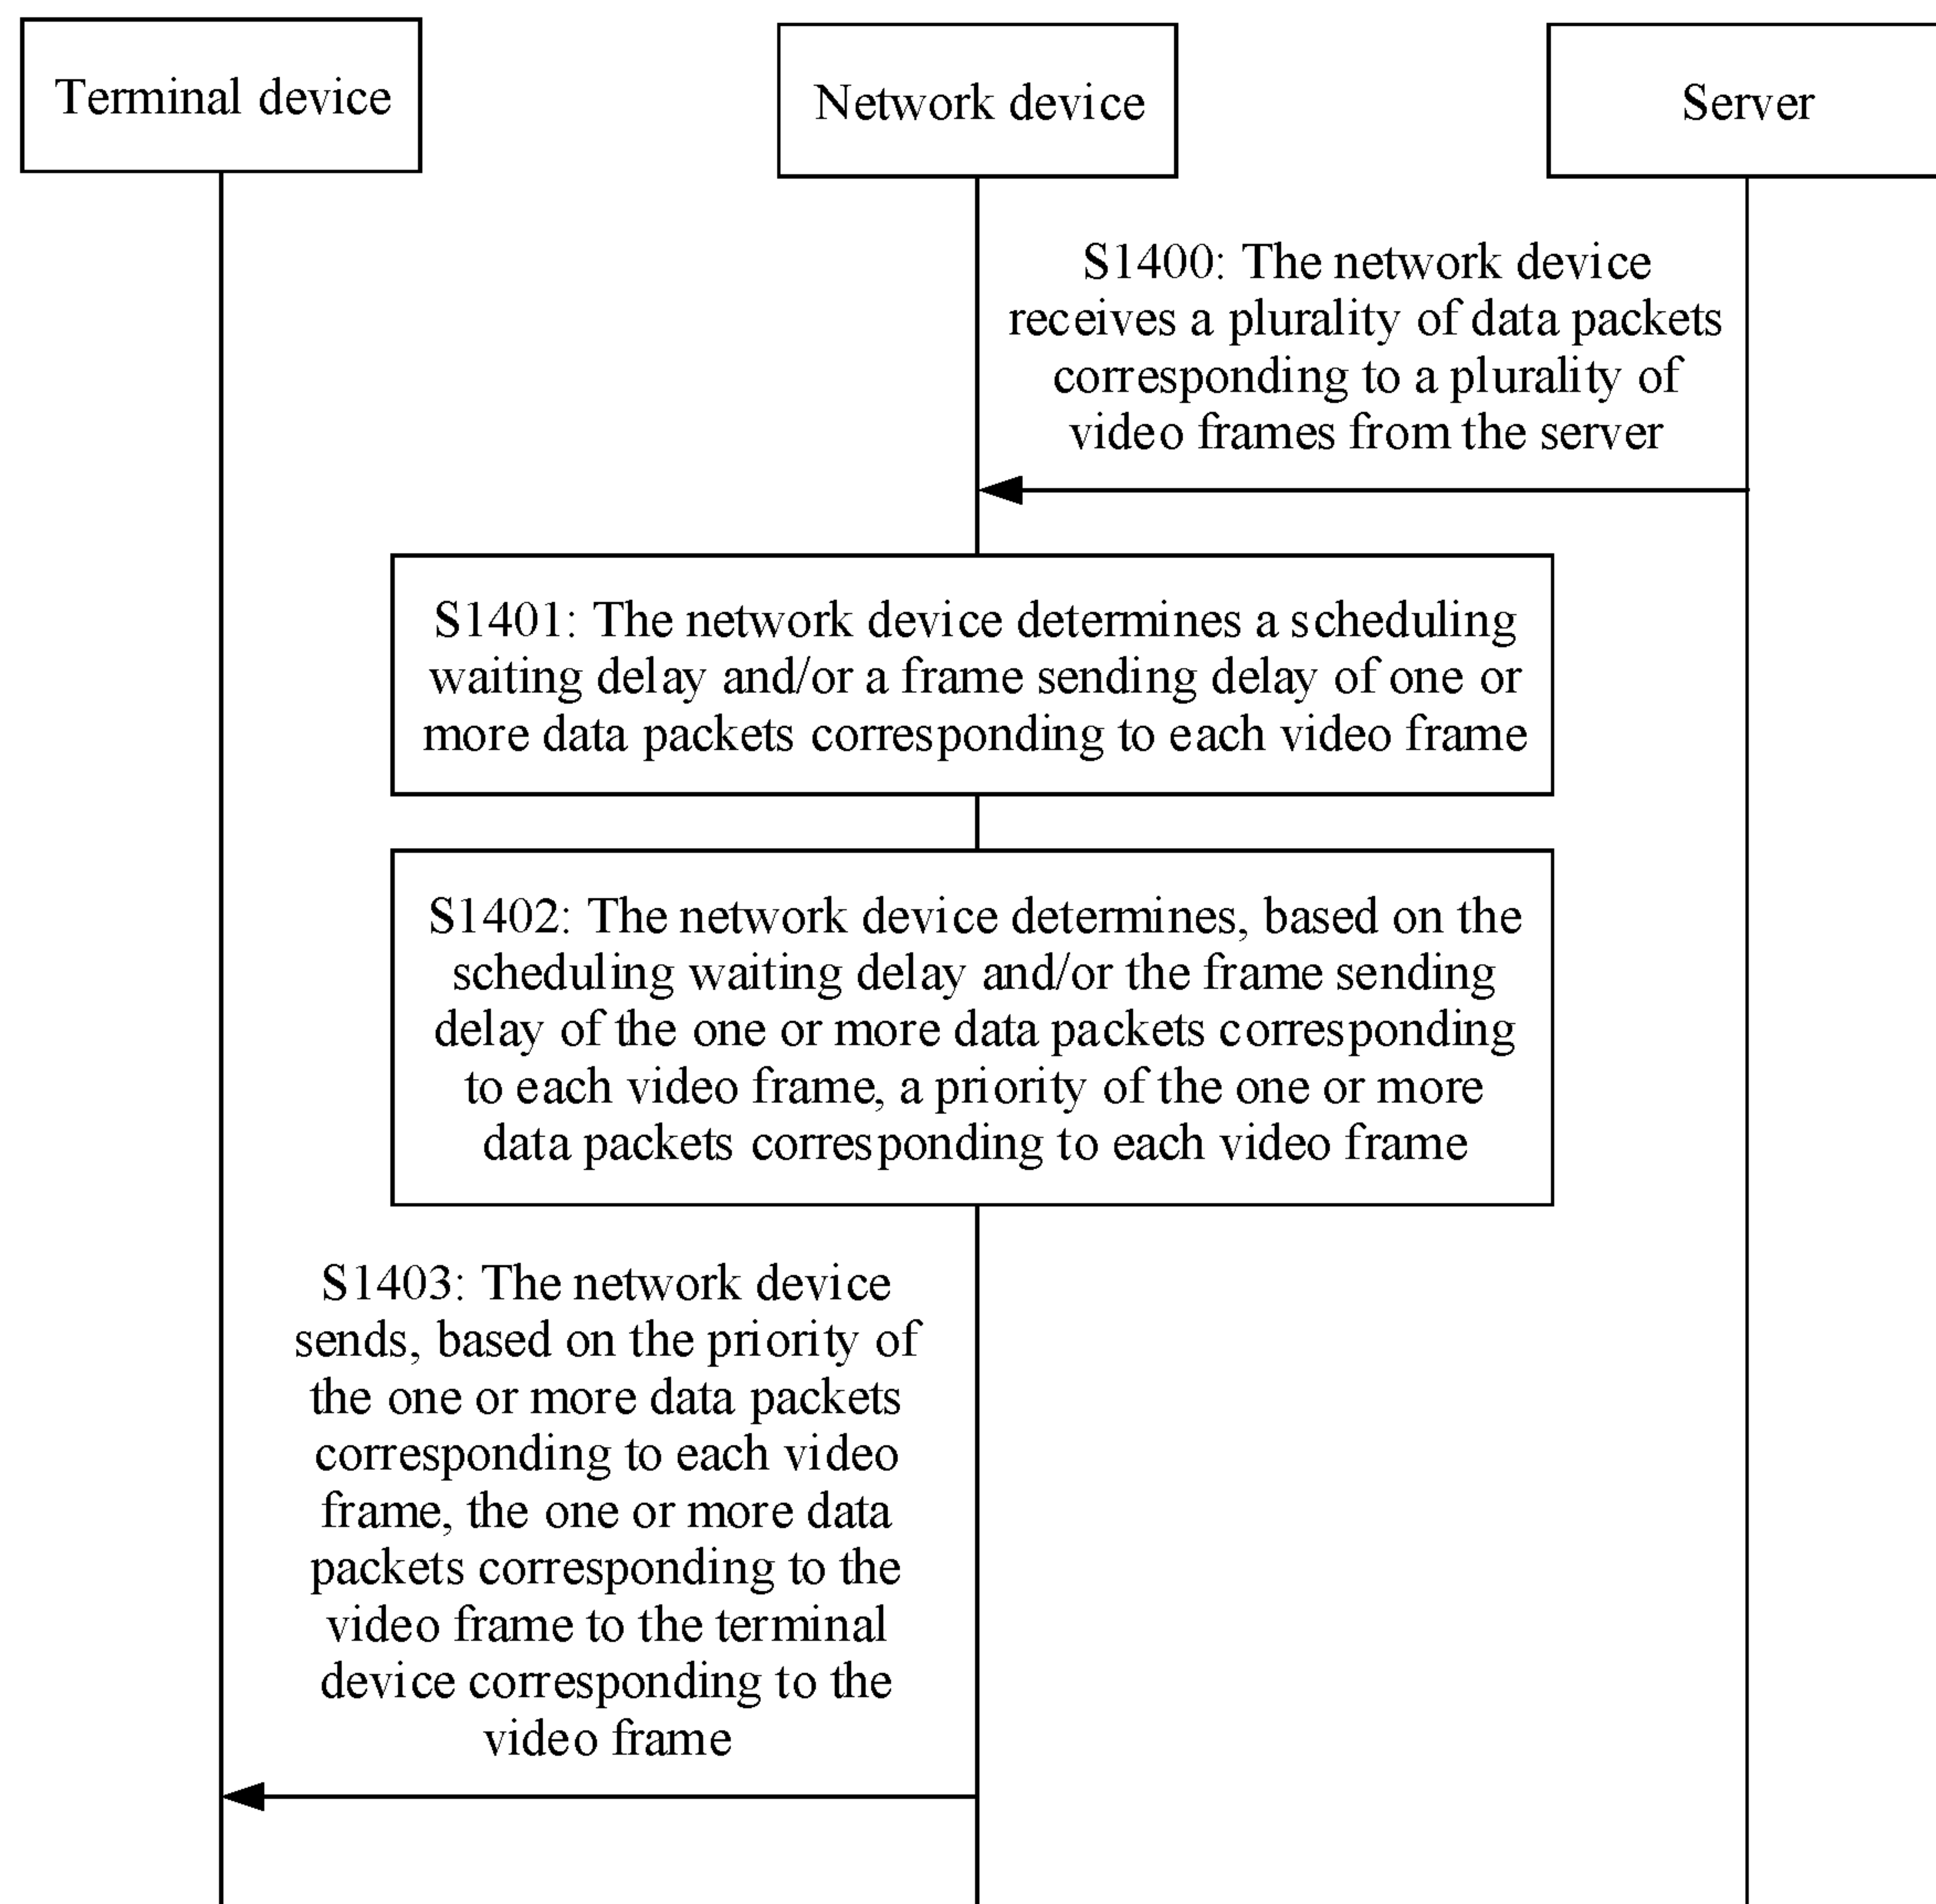 Terminal device
Network device
Server
S1400: The network device
receives a plurality of data packets
corresponding to a plurality of
video frames from the server
S1401: The network device determines a scheduling
waiting delay and/or a frame sending delay of one or
more data packets corresponding to each video frame
S1402: The network device determines, based on the
scheduling waiting delay and/or the frame sending
delay of the one or more data packets corresponding
to each video frame, a priority of the one or more
data packets corresponding to each video frame
S1403: The network device
sends, based on the priority of
the one or more data packets
corresponding to each video
frame, the one or more data
packets corresponding to the
video frame to the terminal
device corresponding to the
video frame